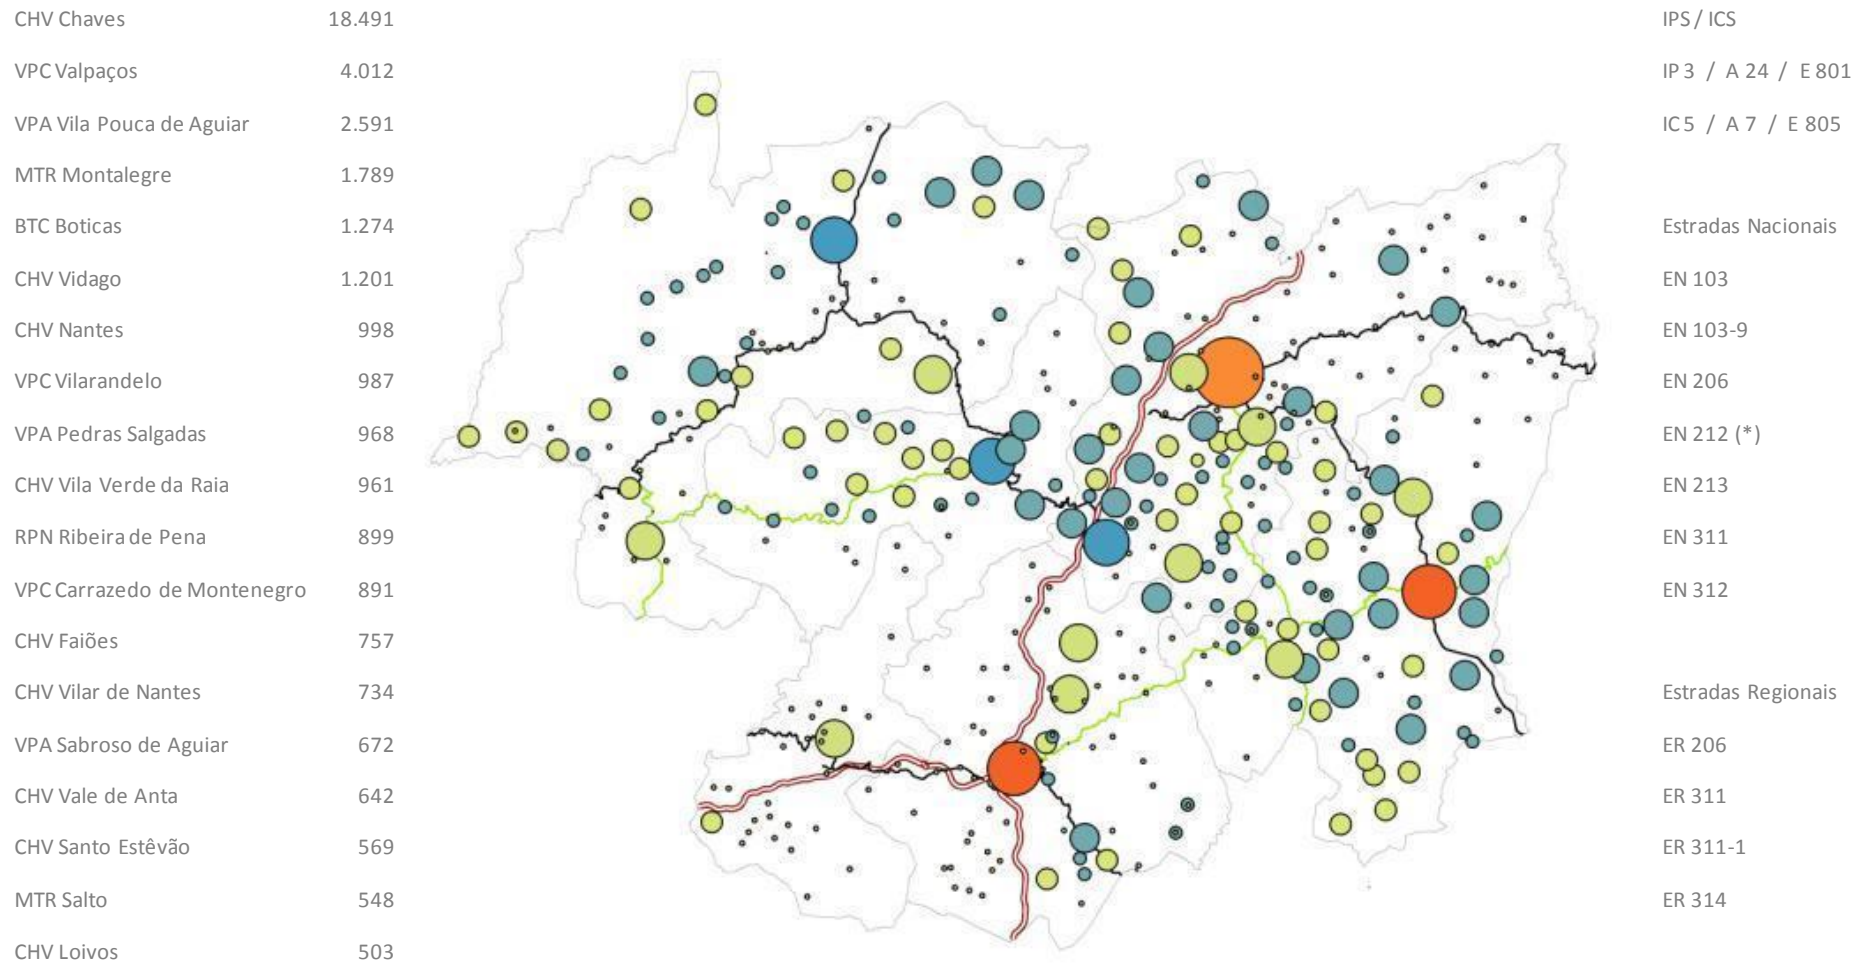 CHV Chaves 18.491
VPC Valpaços 4.012
VPA Vila Pouca de Aguiar 2.591
MTR Montalegre 1.789
BTC Boticas 1.274
CHV Vidago 1.201
CHV Nantes 998
VPC Vilarandelo 987
VPA Pedras Salgadas 968
CHV Vila Verde da Raia 961
RPN Ribeira de Pena 899
VPC Carrazedo de Montenegro 891
CHV Faiões 757
CHV Vilar de Nantes 734
VPA Sabroso de Aguiar 672
CHV Vale de Anta 642
CHV Santo Estêvão 569
MTR Salto 548
CHV Loivos 503
IPS / ICS
IP 3 / A 24 / E 801
IC 5 / A 7 / E 805
Estradas Nacionais
EN 103
EN 103-9
EN 206
EN 212 (*)
EN 213
EN 311
EN 312
Estradas Regionais
ER 206
ER 311
ER 311-1
ER 314